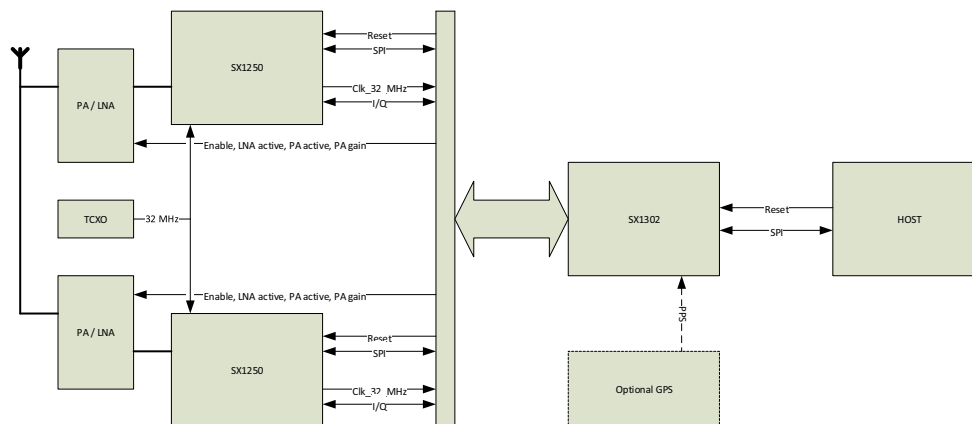 Reset
SPI
SX1250
Clk_32_MHz
I/Q
PA / LNA
Enable, LNA active, PA active, PA gain
TCXO
32 MHz
SX1302
Reset
SPI
HOST
Enable, LNA active, PA active, PA gain
PA / LNA
PPS
Reset
SPI
SX1250
Clk_32_MHz
I/Q
Optional GPS